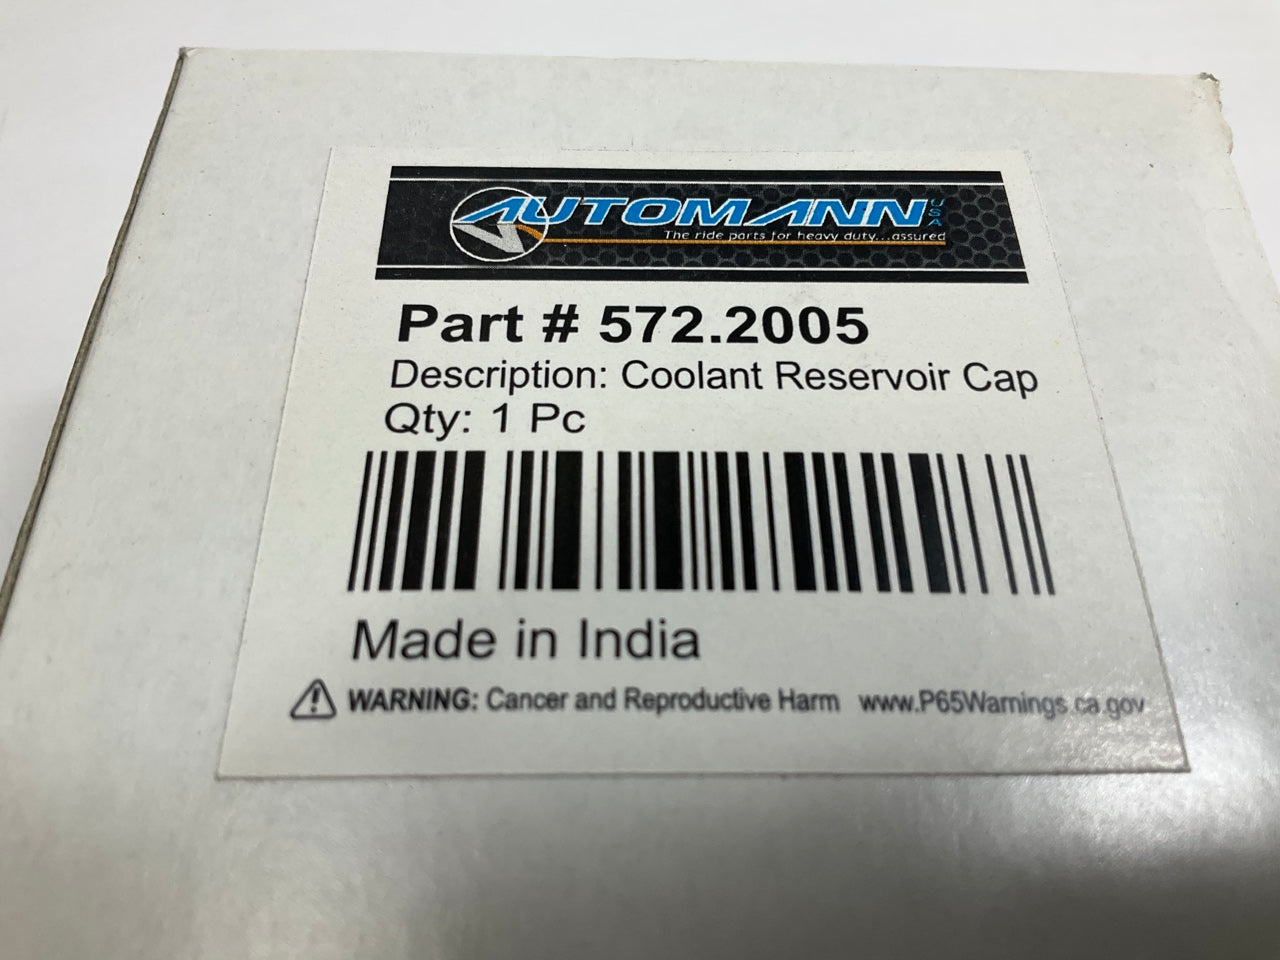 AUTOMANN USA
The ride parts for heavy duty...assured
Part # 572.2005
Description: Coolant Reservoir Cap
Qty: 1 Pc
Made in India
WARNING: Cancer and Reproductive Harm www.P65Warnings.ca.gov